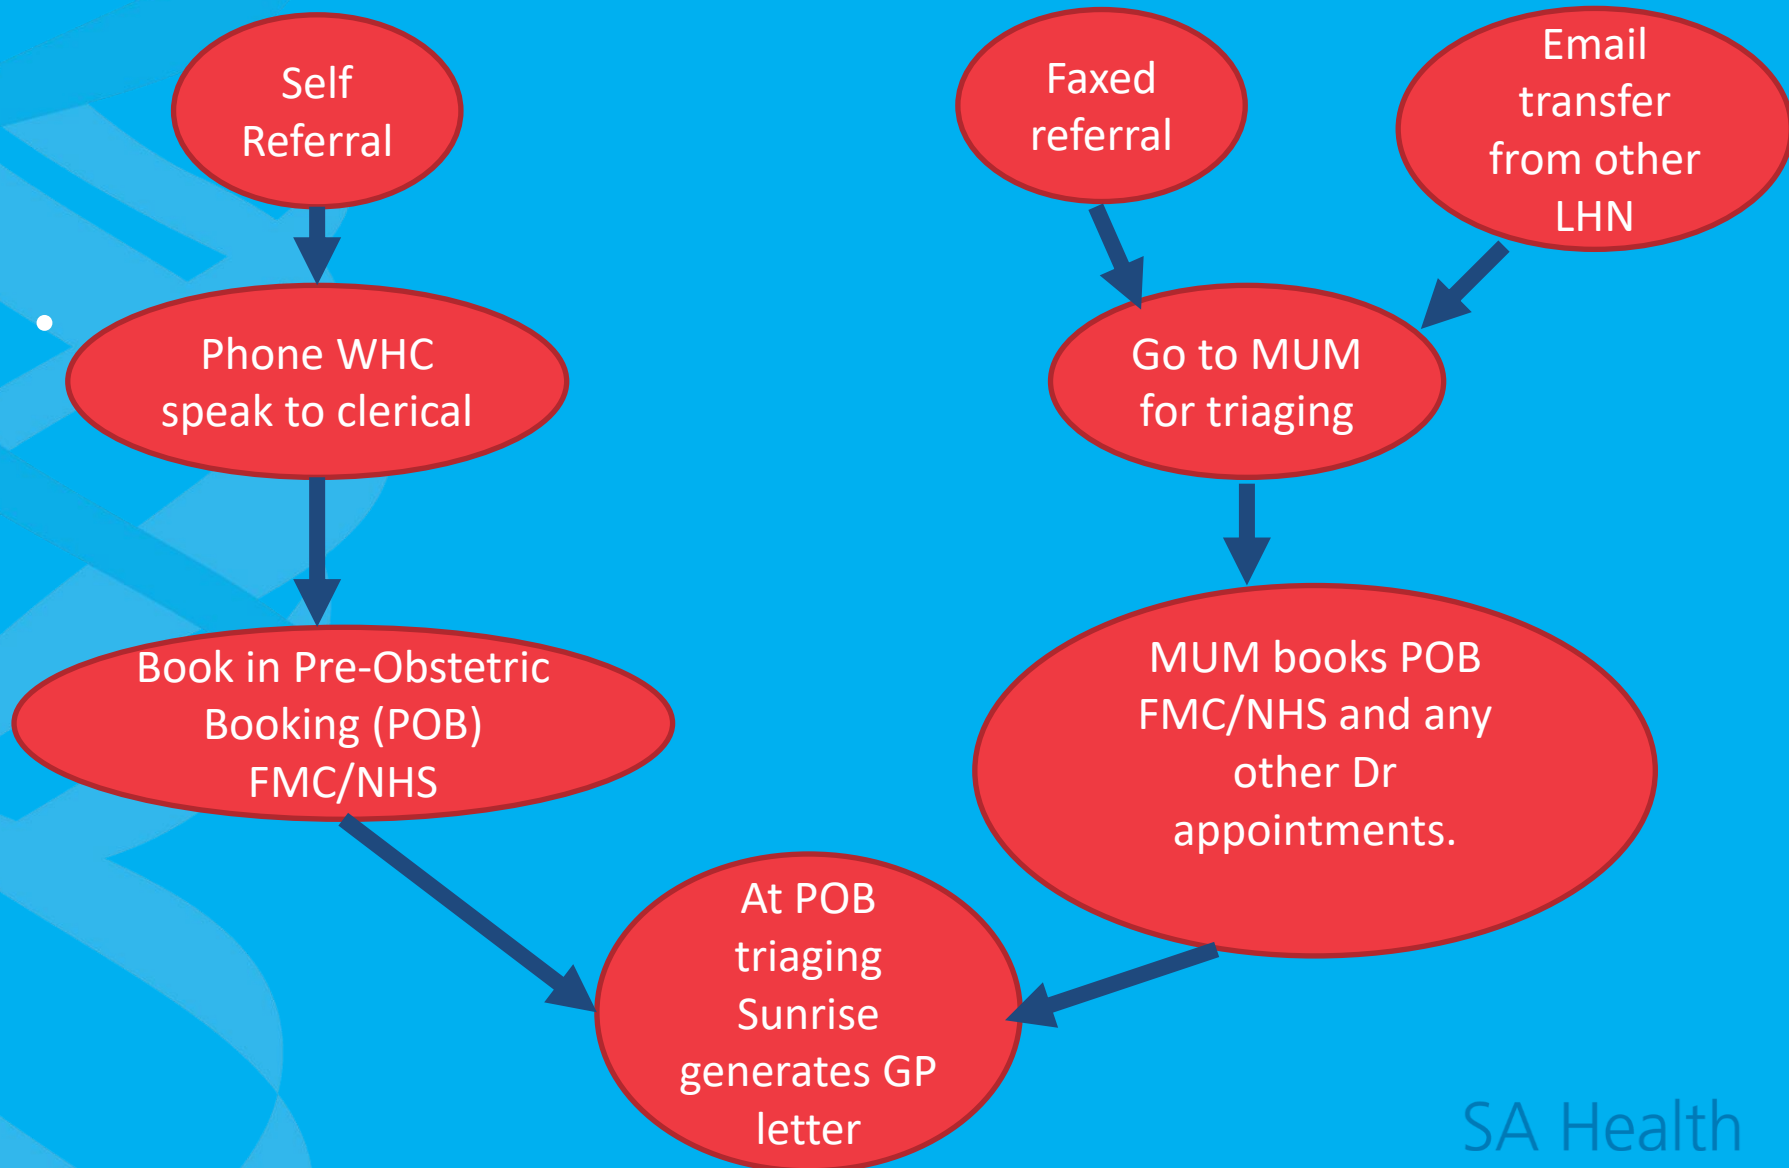 Self
Referral
Faxed
referral
Email
transfer
from other
LHN
•
Phone WHC
speak to clerical
Go to MUM
for triaging
Book in Pre-Obstetric
Booking (POB)
FMC/NHS
MUM books POB
FMC/NHS and any
other Dr
appointments.
At POB
triaging
Sunrise
generates GP
letter
SA Health